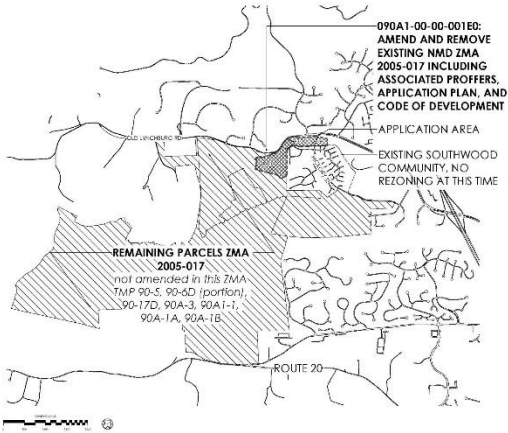 090A1-00-00-001E0:
AMEND AND REMOVE
EXISTING NMD ZMA
2005-017 INCLUDING
ASSOCIATED PROFFERS,
APPLICATION PLAN, AND
CODE OF DEVELOPMENT
APPLICATION AREA
OLD LYNCHBURG RD
EXISTING SOUTHWOOD
COMMUNITY, NO
REZONING AT THIS TIME
REMAINING PARCELS ZMA
2005-017
not amended in this ZMA
TMP 90-5, 90-6D (portion),
90-17D, 90A-3, 90A1-1,
90A-1A, 90A-1B
ROUTE 20